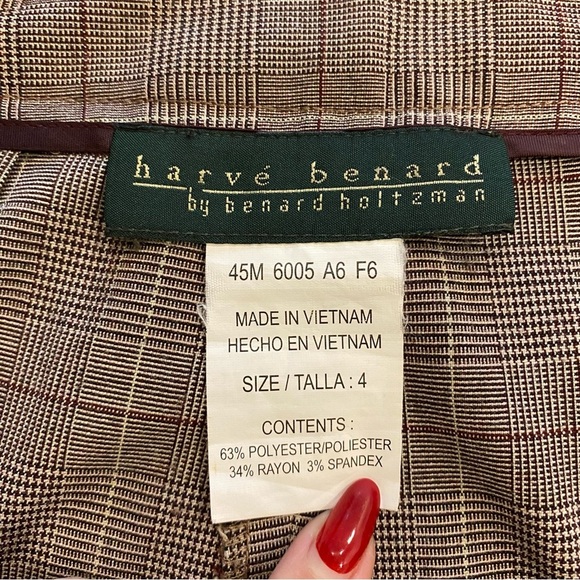 harvé benard
by benard holtzman
45M 6005 A6 F6
MADE IN VIETNAM
HECHO EN VIETNAM
SIZE / TALLA : 4
CONTENTS :
63% POLYESTER/POLIESTER
34% RAYON 3% SPANDEX